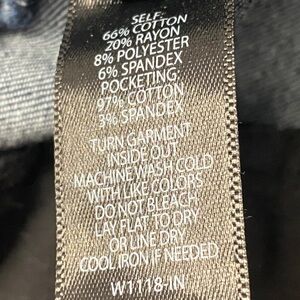 SELF:
66% COTTON
20% RAYON
8% POLYESTER
6% SPANDEX
POCKETING
97% COTTON
3% SPANDEX
TURN GARMENT
INSIDE OUT
MACHINE WASH COLD
WITH LIKE COLORS
DO NOT BLEACH
LAY FLAT TO DRY
OR LINE DRY
COOL IRON IF NEEDED
W1118-IN